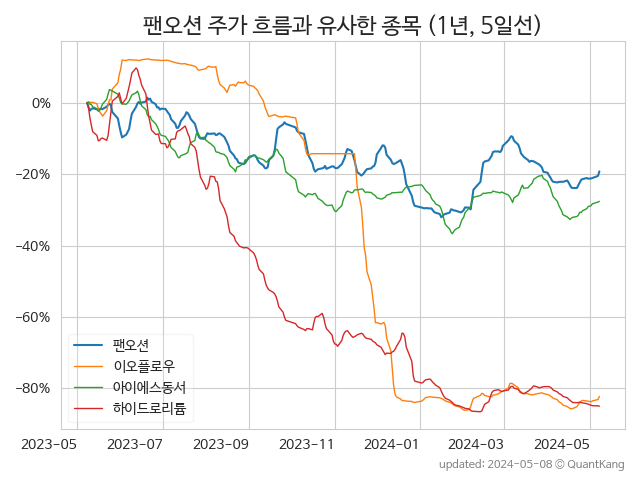 팬오션 주가 흐름과 유사한 종목 (1년, 5일선)
0%
−20%
−40%
−60%
−80%
팬오션
이오플로우
아이에스동서
하이드로리튬
2023-05 2023-07 2023-09 2023-11 2024-01 2024-03 2024-05
updated: 2024-05-08 © QuantKang